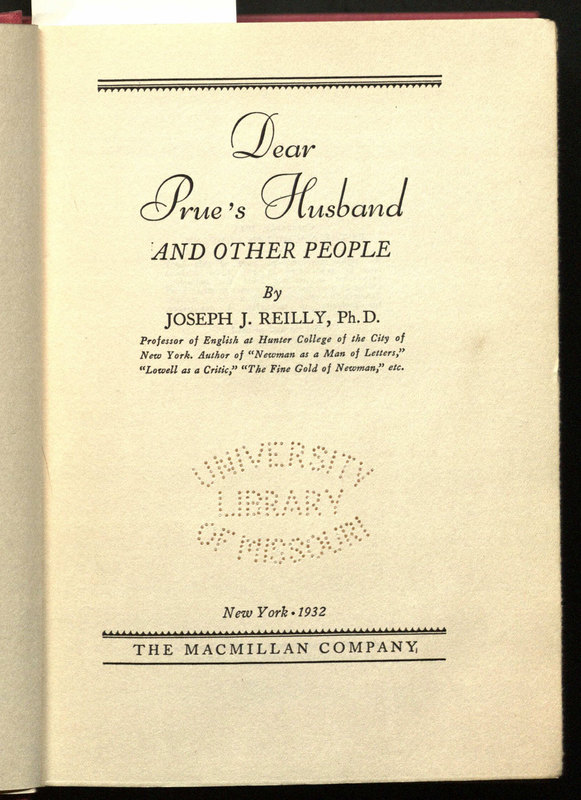 Dear
Prue's Husband
AND OTHER PEOPLE
By
JOSEPH J. REILLY, Ph.D.
Professor of English at Hunter College of the City of
New York. Author of "Newman as a Man of Letters,"
"Lowell as a Critic," "The Fine Gold of Newman," etc.
UNIVERSITY
LIBRARY
OF MISSOURI
New York • 1932
THE MACMILLAN COMPANY